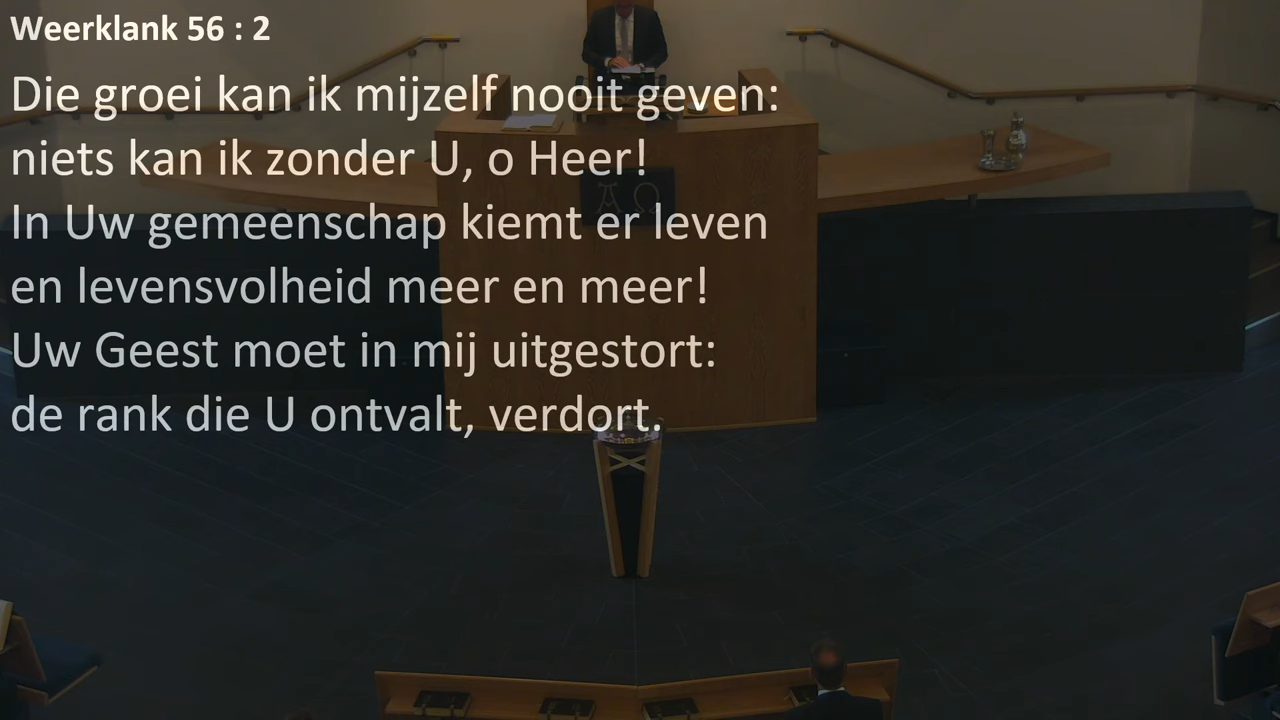 Weerklank 56 : 2
Die groei kan ik mijzelf nooit geven:
niets kan ik zonder U, o Heer!
In Uw gemeenschap kiemt er leven
en levensvolheid meer en meer!
Uw Geest moet in mij uitgestort:
de rank die U ontvalt, verdort.
Α Ω